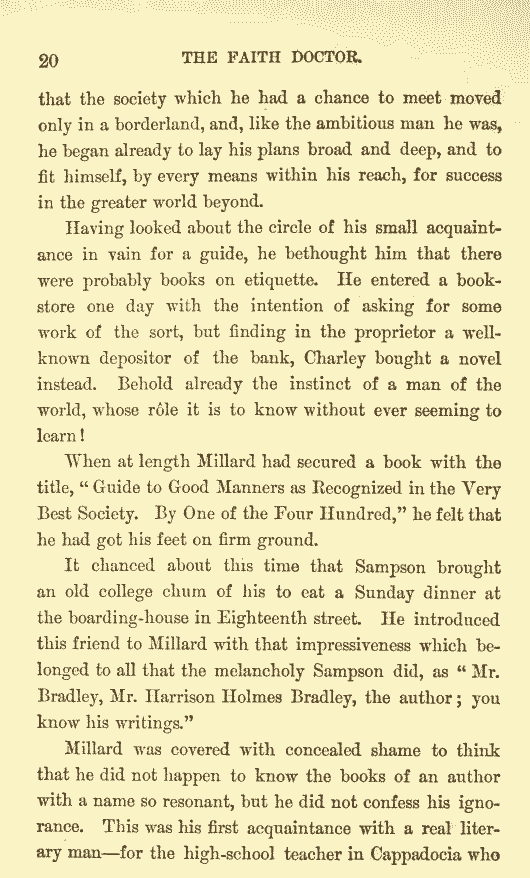 20 THE FAITH DOCTOR.
that the society which he had a chance to meet moved
only in a borderland, and, like the ambitious man he was,
he began already to lay his plans broad and deep, and to
fit himself, by every means within his reach, for success
in the greater world beyond.
Having looked about the circle of his small acquaint-
ance in vain for a guide, he bethought him that there
were probably books on etiquette. He entered a book-
store one day with the intention of asking for some
work of the sort, but finding in the proprietor a well-
known depositor of the bank, Charley bought a novel
instead. Behold already the instinct of a man of the
world, whose rôle it is to know without ever seeming to
learn!
When at length Millard had secured a book with the
title, “Guide to Good Manners as Recognized in the Very
Best Society. By One of the Four Hundred,” he felt that
he had got his feet on firm ground.
It chanced about this time that Sampson brought
an old college chum of his to eat a Sunday dinner at
the boarding-house in Eighteenth street. He introduced
this friend to Millard with that impressiveness which be-
longed to all that the melancholy Sampson did, as “Mr.
Bradley, Mr. Harrison Holmes Bradley, the author; you
know his writings.”
Millard was covered with concealed shame to think
that he did not happen to know the books of an author
with a name so resonant, but he did not confess his igno-
rance. This was his first acquaintance with a real liter-
ary man—for the high-school teacher in Cappadocia who